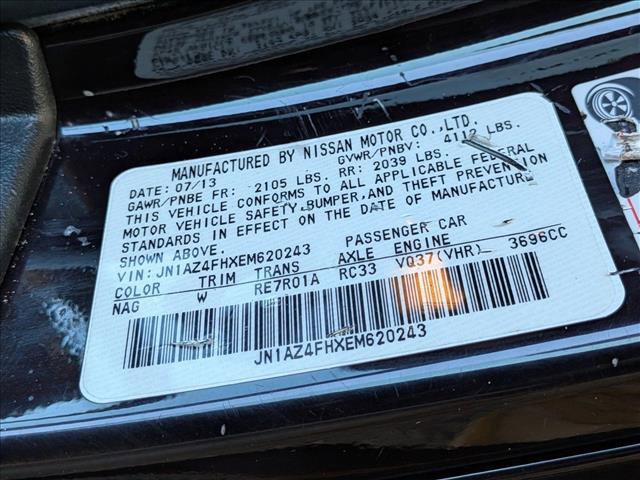 MANUFACTURED BY NISSAN MOTOR CO.,LTD.
DATE: 07/13 GVWR/PNBV: 4112 LBS.
GAWR/PNBE FR: 2105 LBS. RR: 2039 LBS.
THIS VEHICLE CONFORMS TO ALL APPLICABLE FEDERAL
MOTOR VEHICLE SAFETY,BUMPER,AND THEFT PREVENTION
STANDARDS IN EFFECT ON THE DATE OF MANUFACTURE
SHOWN ABOVE.
VIN: JN1AZ4FHXEM620243 PASSENGER CAR
COLOR TRIM TRANS AXLE ENGINE
NAG W RE7R01A RC33 VQ37(VHR) 3696CC
JN1AZ4FHXEM620243